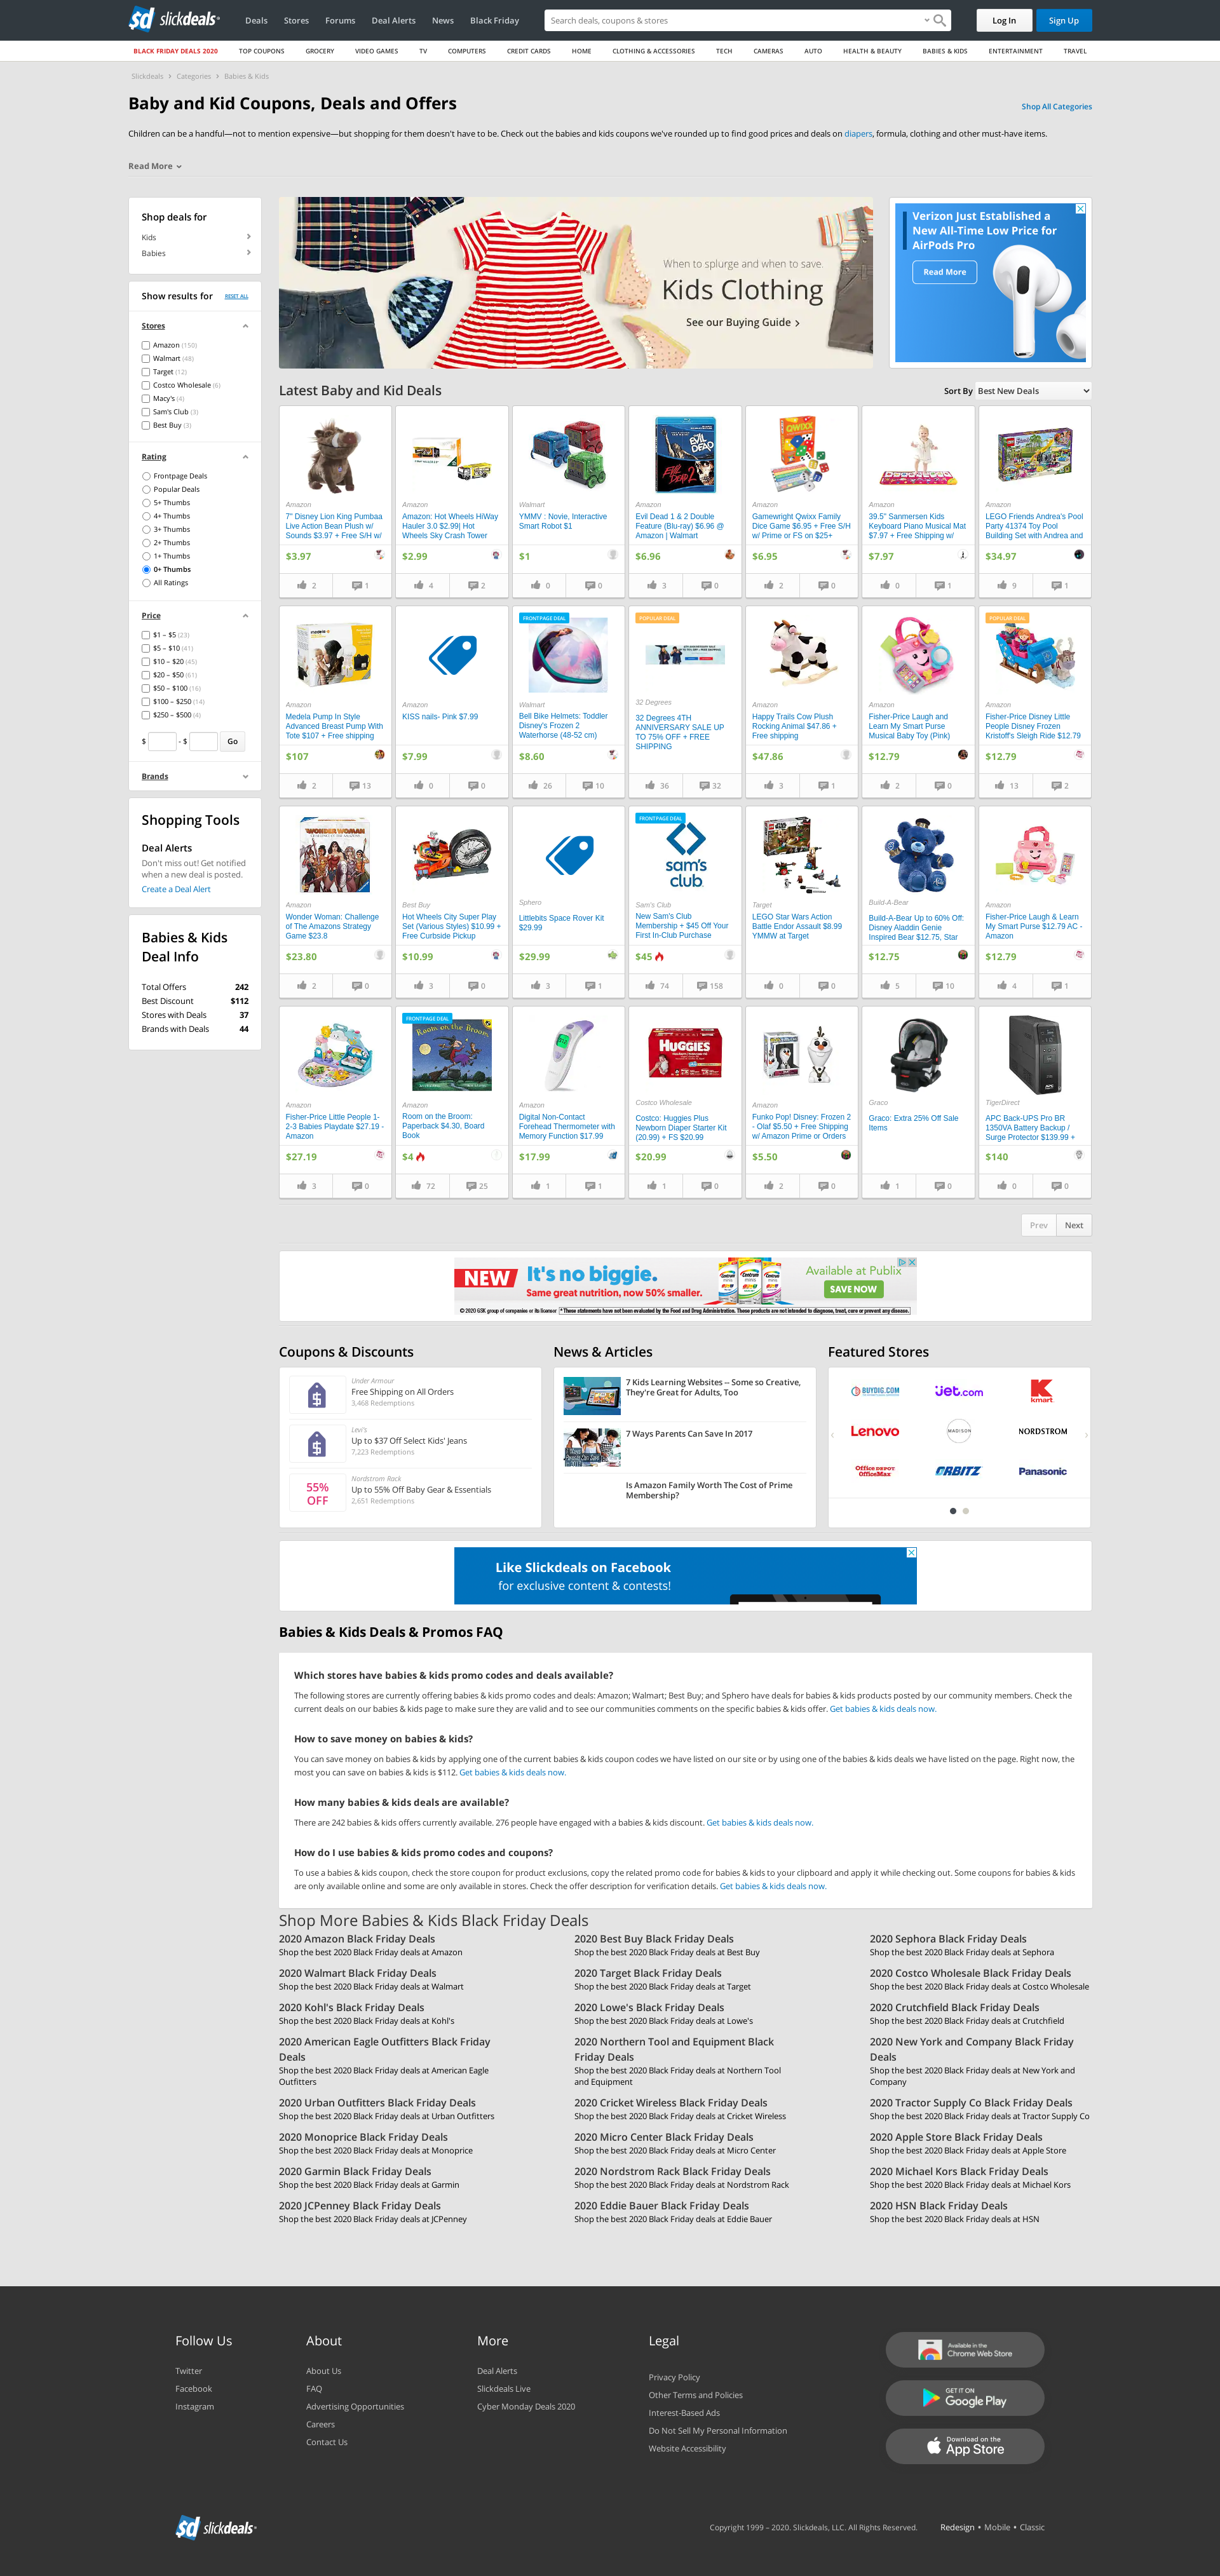 slickdeals
Deals
Stores
Forums
Deal Alerts
News
Black Friday
Search deals, coupons & stores
Log In
Sign Up
BLACK FRIDAY DEALS 2020
TOP COUPONS
GROCERY
VIDEO GAMES
TV
COMPUTERS
CREDIT CARDS
HOME
CLOTHING & ACCESSORIES
TECH
CAMERAS
AUTO
HEALTH & BEAUTY
BABIES & KIDS
ENTERTAINMENT
TRAVEL
Slickdeals › Categories › Babies & Kids
Baby and Kid Coupons, Deals and Offers
Shop All Categories
Children can be a handful—not to mention expensive—but shopping for them doesn't have to be. Check out the babies and kids coupons we've rounded up to find good prices and deals on diapers, formula, clothing and other must-have items.
Read More
Shop deals for
Kids
Babies
Show results for
RESET ALL
Stores
Amazon (150)
Walmart (48)
Target (12)
Costco Wholesale (6)
Macy's (4)
Sam's Club (3)
Best Buy (3)
Rating
Frontpage Deals
Popular Deals
5+ Thumbs
4+ Thumbs
3+ Thumbs
2+ Thumbs
1+ Thumbs
0+ Thumbs
All Ratings
Price
$1 – $5 (23)
$5 – $10 (41)
$10 – $20 (45)
$20 – $50 (61)
$50 – $100 (16)
$100 – $250 (14)
$250 – $500 (4)
$ - $ Go
Brands
Shopping Tools
Deal Alerts
Don't miss out! Get notified
when a new deal is posted.
Create a Deal Alert
Babies & Kids
Deal Info
Total Offers 242
Best Discount $112
Stores with Deals 37
Brands with Deals 44
When to splurge and when to save.
Kids Clothing
See our Buying Guide
Verizon Just Established a
New All-Time Low Price for
AirPods Pro
Read More
Latest Baby and Kid Deals
Sort By Best New Deals
Amazon
7" Disney Lion King Pumbaa
Live Action Bean Plush w/
Sounds $3.97 + Free S/H w/
$3.97
2 1
Amazon
Amazon: Hot Wheels HiWay
Hauler 3.0 $2.99| Hot
Wheels Sky Crash Tower
$2.99
4 2
Walmart
YMMV : Novie, Interactive
Smart Robot $1
$1
0 0
EVIL DEAD
EVIL DEAD 2
Amazon
Evil Dead 1 & 2 Double
Feature (Blu-ray) $6.96 @
Amazon | Walmart
$6.96
3 0
QWIXX
Amazon
Gamewright Qwixx Family
Dice Game $6.95 + Free S/H
w/ Prime or FS on $25+
$6.95
2 0
Amazon
39.5" Sanmersen Kids
Keyboard Piano Musical Mat
$7.97 + Free Shipping w/
$7.97
0 1
Amazon
LEGO Friends Andrea's Pool
Party 41374 Toy Pool
Building Set with Andrea and
$34.97
9 1
medela
Amazon
Medela Pump In Style
Advanced Breast Pump With
Tote $107 + Free shipping
$107
2 13
Amazon
KISS nails- Pink $7.99
$7.99
0 0
FRONTPAGE DEAL
Walmart
Bell Bike Helmets: Toddler
Disney's Frozen 2
Waterhorse (48-52 cm)
$8.60
26 10
POPULAR DEAL
32 Degrees
32 Degrees 4TH
ANNIVERSARY SALE UP
TO 75% OFF + FREE
SHIPPING
36 32
Amazon
Happy Trails Cow Plush
Rocking Animal $47.86 +
Free shipping
$47.86
3 1
Amazon
Fisher-Price Laugh and
Learn My Smart Purse
Musical Baby Toy (Pink)
$12.79
2 0
POPULAR DEAL
Amazon
Fisher-Price Disney Little
People Disney Frozen
Kristoff's Sleigh Ride $12.79
$12.79
13 2
WONDER WOMAN
Amazon
Wonder Woman: Challenge
of The Amazons Strategy
Game $23.8
$23.80
2 0
Best Buy
Hot Wheels City Super Play
Set (Various Styles) $10.99 +
Free Curbside Pickup
$10.99
3 0
Sphero
Littlebits Space Rover Kit
$29.99
$29.99
3 1
FRONTPAGE DEAL
sam's
club
Sam's Club
New Sam's Club
Membership + $45 Off Your
First In-Club Purchase
$45
74 158
Target
LEGO Star Wars Action
Battle Endor Assault $8.99
YMMW at Target
0 0
Build-A-Bear
Build-A-Bear Up to 60% Off:
Disney Aladdin Genie
Inspired Bear $12.75, Star
$12.75
5 10
Amazon
Fisher-Price Laugh & Learn
My Smart Purse $12.79 AC -
Amazon
$12.79
4 1
Amazon
Fisher-Price Little People 1-
2-3 Babies Playdate $27.19 -
Amazon
$27.19
3 0
FRONTPAGE DEAL
Room on the Broom
Amazon
Room on the Broom:
Paperback $4.30, Board
Book
$4
72 25
Amazon
Digital Non-Contact
Forehead Thermometer with
Memory Function $17.99
$17.99
1 1
HUGGIES
Costco Wholesale
Costco: Huggies Plus
Newborn Diaper Starter Kit
(20.99) + FS $20.99
$20.99
1 0
Amazon
Funko Pop! Disney: Frozen 2
- Olaf $5.50 + Free Shipping
w/ Amazon Prime or Orders
$5.50
2 0
Graco
Graco: Extra 25% Off Sale
Items
1 0
APC
TigerDirect
APC Back-UPS Pro BR
1350VA Battery Backup /
Surge Protector $139.99 +
$140
0 0
Prev
Next
NEW It's no biggie.
Same great nutrition, now 50% smaller.
Centrum
Available at Publix
SAVE NOW
© 2020 GSK group of companies or its licensor
*These statements have not been evaluated by the Food and Drug Administration. These products are not intended to diagnose, treat, cure or prevent any disease.
Coupons & Discounts
Under Armour
Free Shipping on All Orders
3,468 Redemptions
Levi's
Up to $37 Off Select Kids' Jeans
7,223 Redemptions
55%
OFF
Nordstrom Rack
Up to 55% Off Baby Gear & Essentials
2,651 Redemptions
News & Articles
7 Kids Learning Websites -- Some so Creative,
They're Great for Adults, Too
7 Ways Parents Can Save In 2017
Is Amazon Family Worth The Cost of Prime
Membership?
Featured Stores
BUYDIG.COM
Jet.com
kmart
Lenovo
MADISON
NORDSTROM
Office DEPOT
OfficeMax
ORBITZ
Panasonic
Like Slickdeals on Facebook
for exclusive content & contests!
Babies & Kids Deals & Promos FAQ
Which stores have babies & kids promo codes and deals available?
The following stores are currently offering babies & kids promo codes and deals: Amazon; Walmart; Best Buy; and Sphero have deals for babies & kids products posted by our community members. Check the
current deals on our babies & kids page to make sure they are valid and to see our communities comments on the specific babies & kids offer. Get babies & kids deals now.
How to save money on babies & kids?
You can save money on babies & kids by applying one of the current babies & kids coupon codes we have listed on our site or by using one of the babies & kids deals we have listed on the page. Right now, the
most you can save on babies & kids is $112. Get babies & kids deals now.
How many babies & kids deals are available?
There are 242 babies & kids offers currently available. 276 people have engaged with a babies & kids discount. Get babies & kids deals now.
How do I use babies & kids promo codes and coupons?
To use a babies & kids coupon, check the store coupon for product exclusions, copy the related promo code for babies & kids to your clipboard and apply it while checking out. Some coupons for babies & kids
are only available online and some are only available in stores. Check the offer description for verification details. Get babies & kids deals now.
Shop More Babies & Kids Black Friday Deals
2020 Amazon Black Friday Deals
Shop the best 2020 Black Friday deals at Amazon
2020 Best Buy Black Friday Deals
Shop the best 2020 Black Friday deals at Best Buy
2020 Sephora Black Friday Deals
Shop the best 2020 Black Friday deals at Sephora
2020 Walmart Black Friday Deals
Shop the best 2020 Black Friday deals at Walmart
2020 Target Black Friday Deals
Shop the best 2020 Black Friday deals at Target
2020 Costco Wholesale Black Friday Deals
Shop the best 2020 Black Friday deals at Costco Wholesale
2020 Kohl's Black Friday Deals
Shop the best 2020 Black Friday deals at Kohl's
2020 Lowe's Black Friday Deals
Shop the best 2020 Black Friday deals at Lowe's
2020 Crutchfield Black Friday Deals
Shop the best 2020 Black Friday deals at Crutchfield
2020 American Eagle Outfitters Black Friday
Deals
Shop the best 2020 Black Friday deals at American Eagle
Outfitters
2020 Northern Tool and Equipment Black
Friday Deals
Shop the best 2020 Black Friday deals at Northern Tool
and Equipment
2020 New York and Company Black Friday
Deals
Shop the best 2020 Black Friday deals at New York and
Company
2020 Urban Outfitters Black Friday Deals
Shop the best 2020 Black Friday deals at Urban Outfitters
2020 Cricket Wireless Black Friday Deals
Shop the best 2020 Black Friday deals at Cricket Wireless
2020 Tractor Supply Co Black Friday Deals
Shop the best 2020 Black Friday deals at Tractor Supply Co
2020 Monoprice Black Friday Deals
Shop the best 2020 Black Friday deals at Monoprice
2020 Micro Center Black Friday Deals
Shop the best 2020 Black Friday deals at Micro Center
2020 Apple Store Black Friday Deals
Shop the best 2020 Black Friday deals at Apple Store
2020 Garmin Black Friday Deals
Shop the best 2020 Black Friday deals at Garmin
2020 Nordstrom Rack Black Friday Deals
Shop the best 2020 Black Friday deals at Nordstrom Rack
2020 Michael Kors Black Friday Deals
Shop the best 2020 Black Friday deals at Michael Kors
2020 JCPenney Black Friday Deals
Shop the best 2020 Black Friday deals at JCPenney
2020 Eddie Bauer Black Friday Deals
Shop the best 2020 Black Friday deals at Eddie Bauer
2020 HSN Black Friday Deals
Shop the best 2020 Black Friday deals at HSN
Follow Us
Twitter
Facebook
Instagram
About
About Us
FAQ
Advertising Opportunities
Careers
Contact Us
More
Deal Alerts
Slickdeals Live
Cyber Monday Deals 2020
Legal
Privacy Policy
Other Terms and Policies
Interest-Based Ads
Do Not Sell My Personal Information
Website Accessibility
Available in the
Chrome Web Store
GET IT ON
Google Play
Download on the
App Store
slickdeals
Copyright 1999 – 2020. Slickdeals, LLC. All Rights Reserved.
Redesign • Mobile • Classic